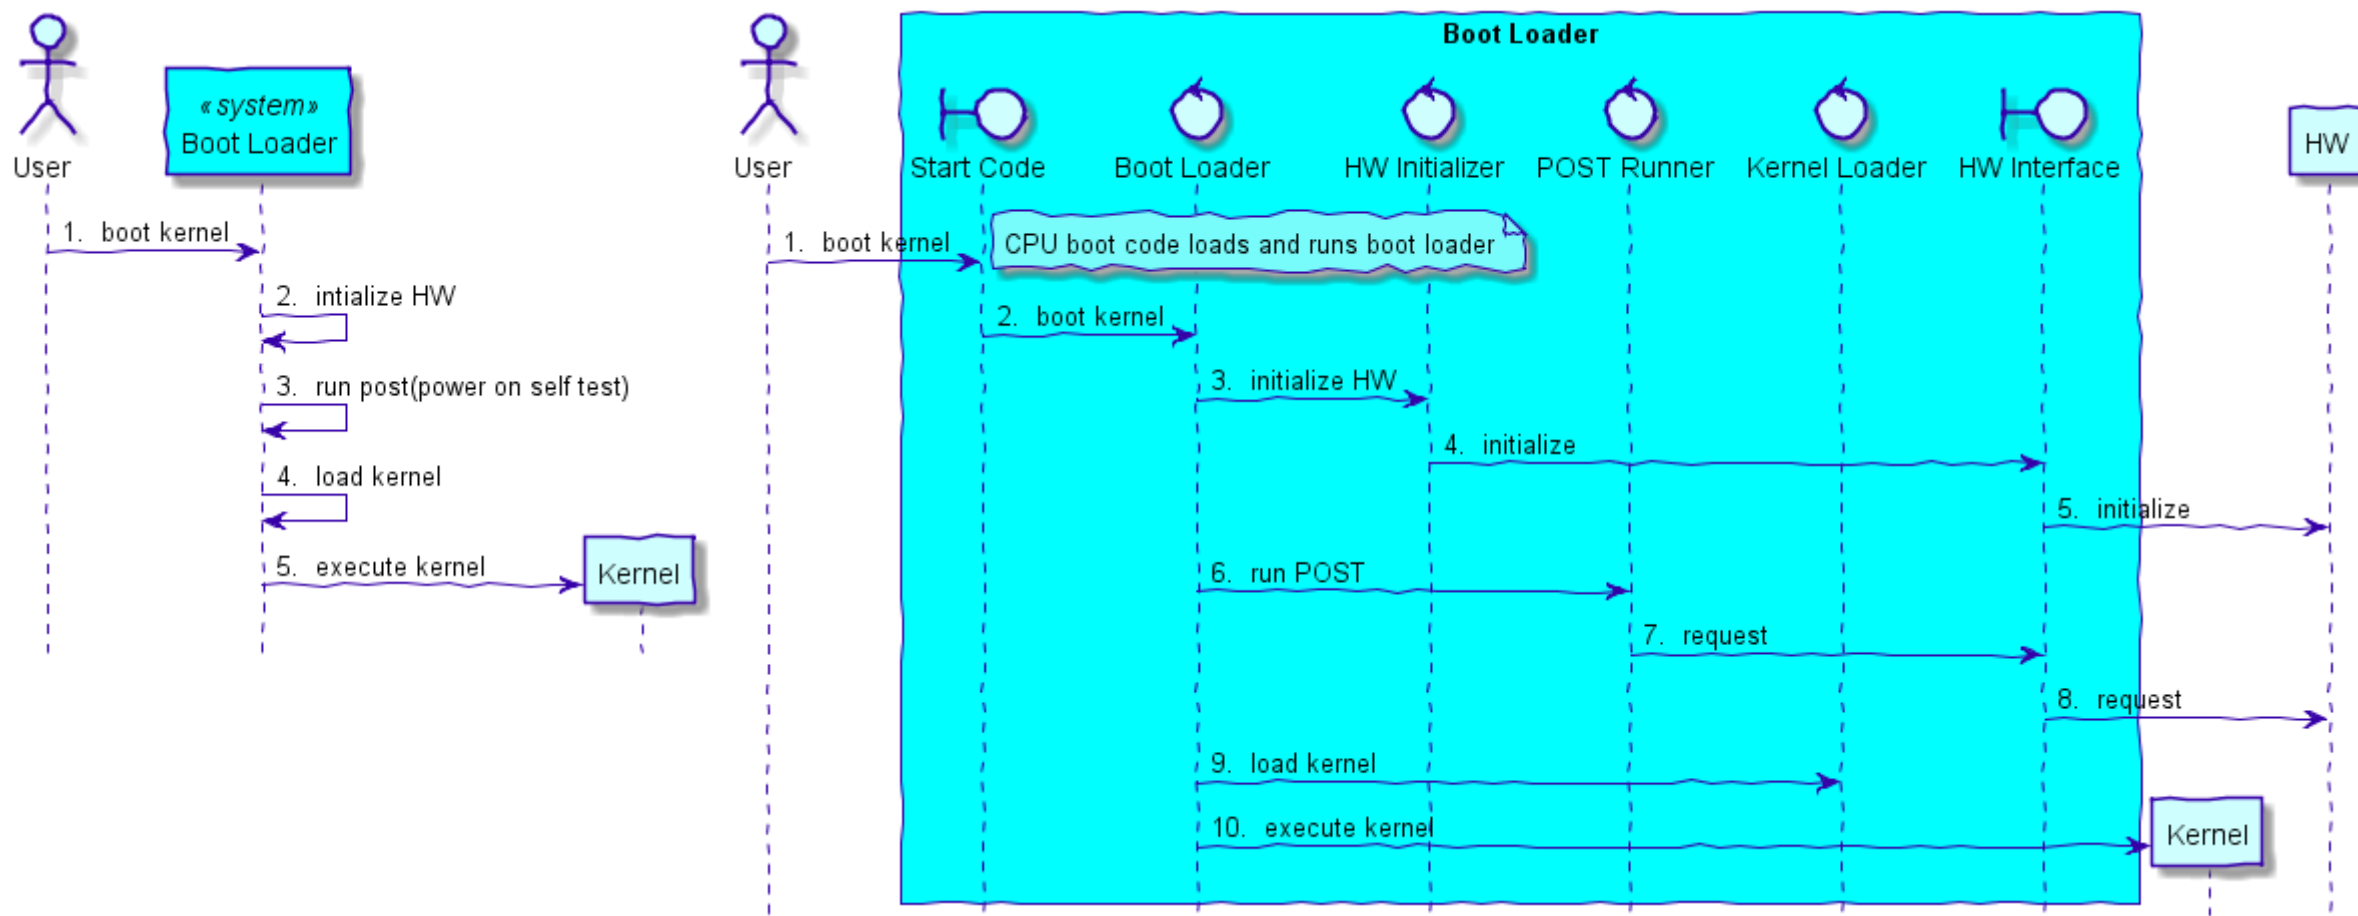 «system»
Boot Loader
User
1. boot kernel
2. intialize HW
3. run post(power on self test)
4. load kernel
5. execute kernel
Kernel
Boot Loader
User
Start Code
Boot Loader
HW Initializer
POST Runner
Kernel Loader
HW Interface
HW
1. boot kernel
CPU boot code loads and runs boot loader
2. boot kernel
3. initialize HW
4. initialize
5. initialize
6. run POST
7. request
8. request
9. load kernel
10. execute kernel
Kernel